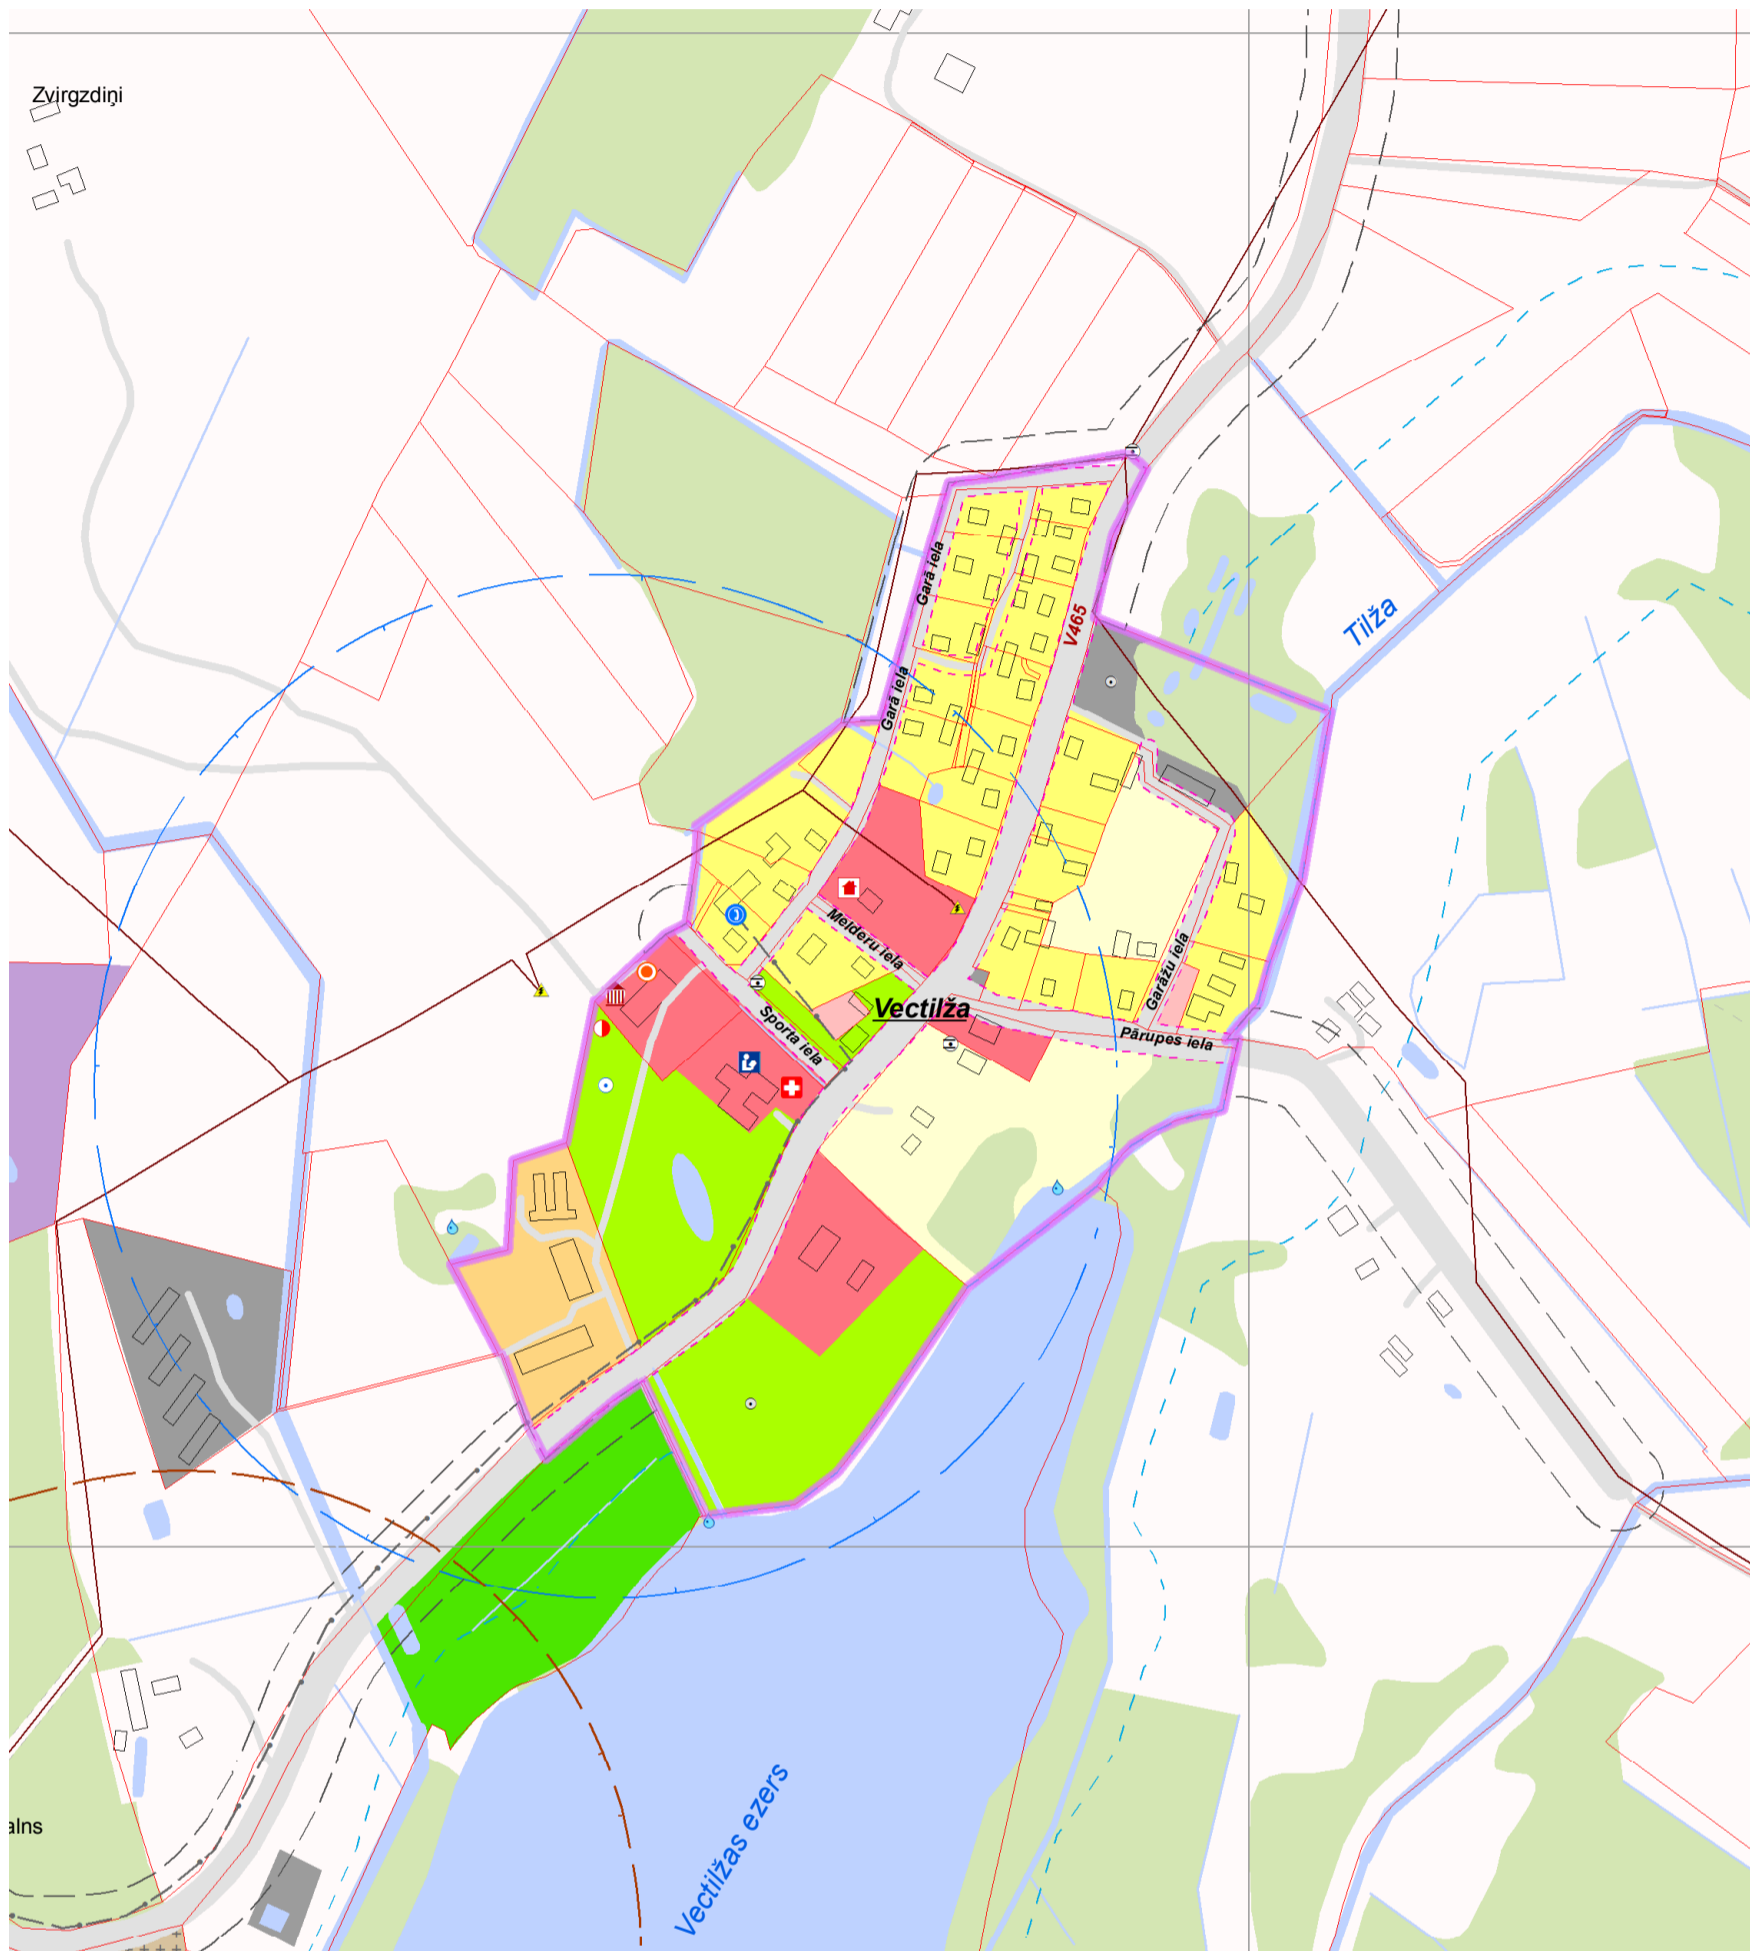 Zvirgzdiņi
Garā iela
V465
Tilža
Garā iela
Melderu iela
Garāžu iela
Vectilža
Sporta iela
Pārupes iela
Vectilžas ezers
alns